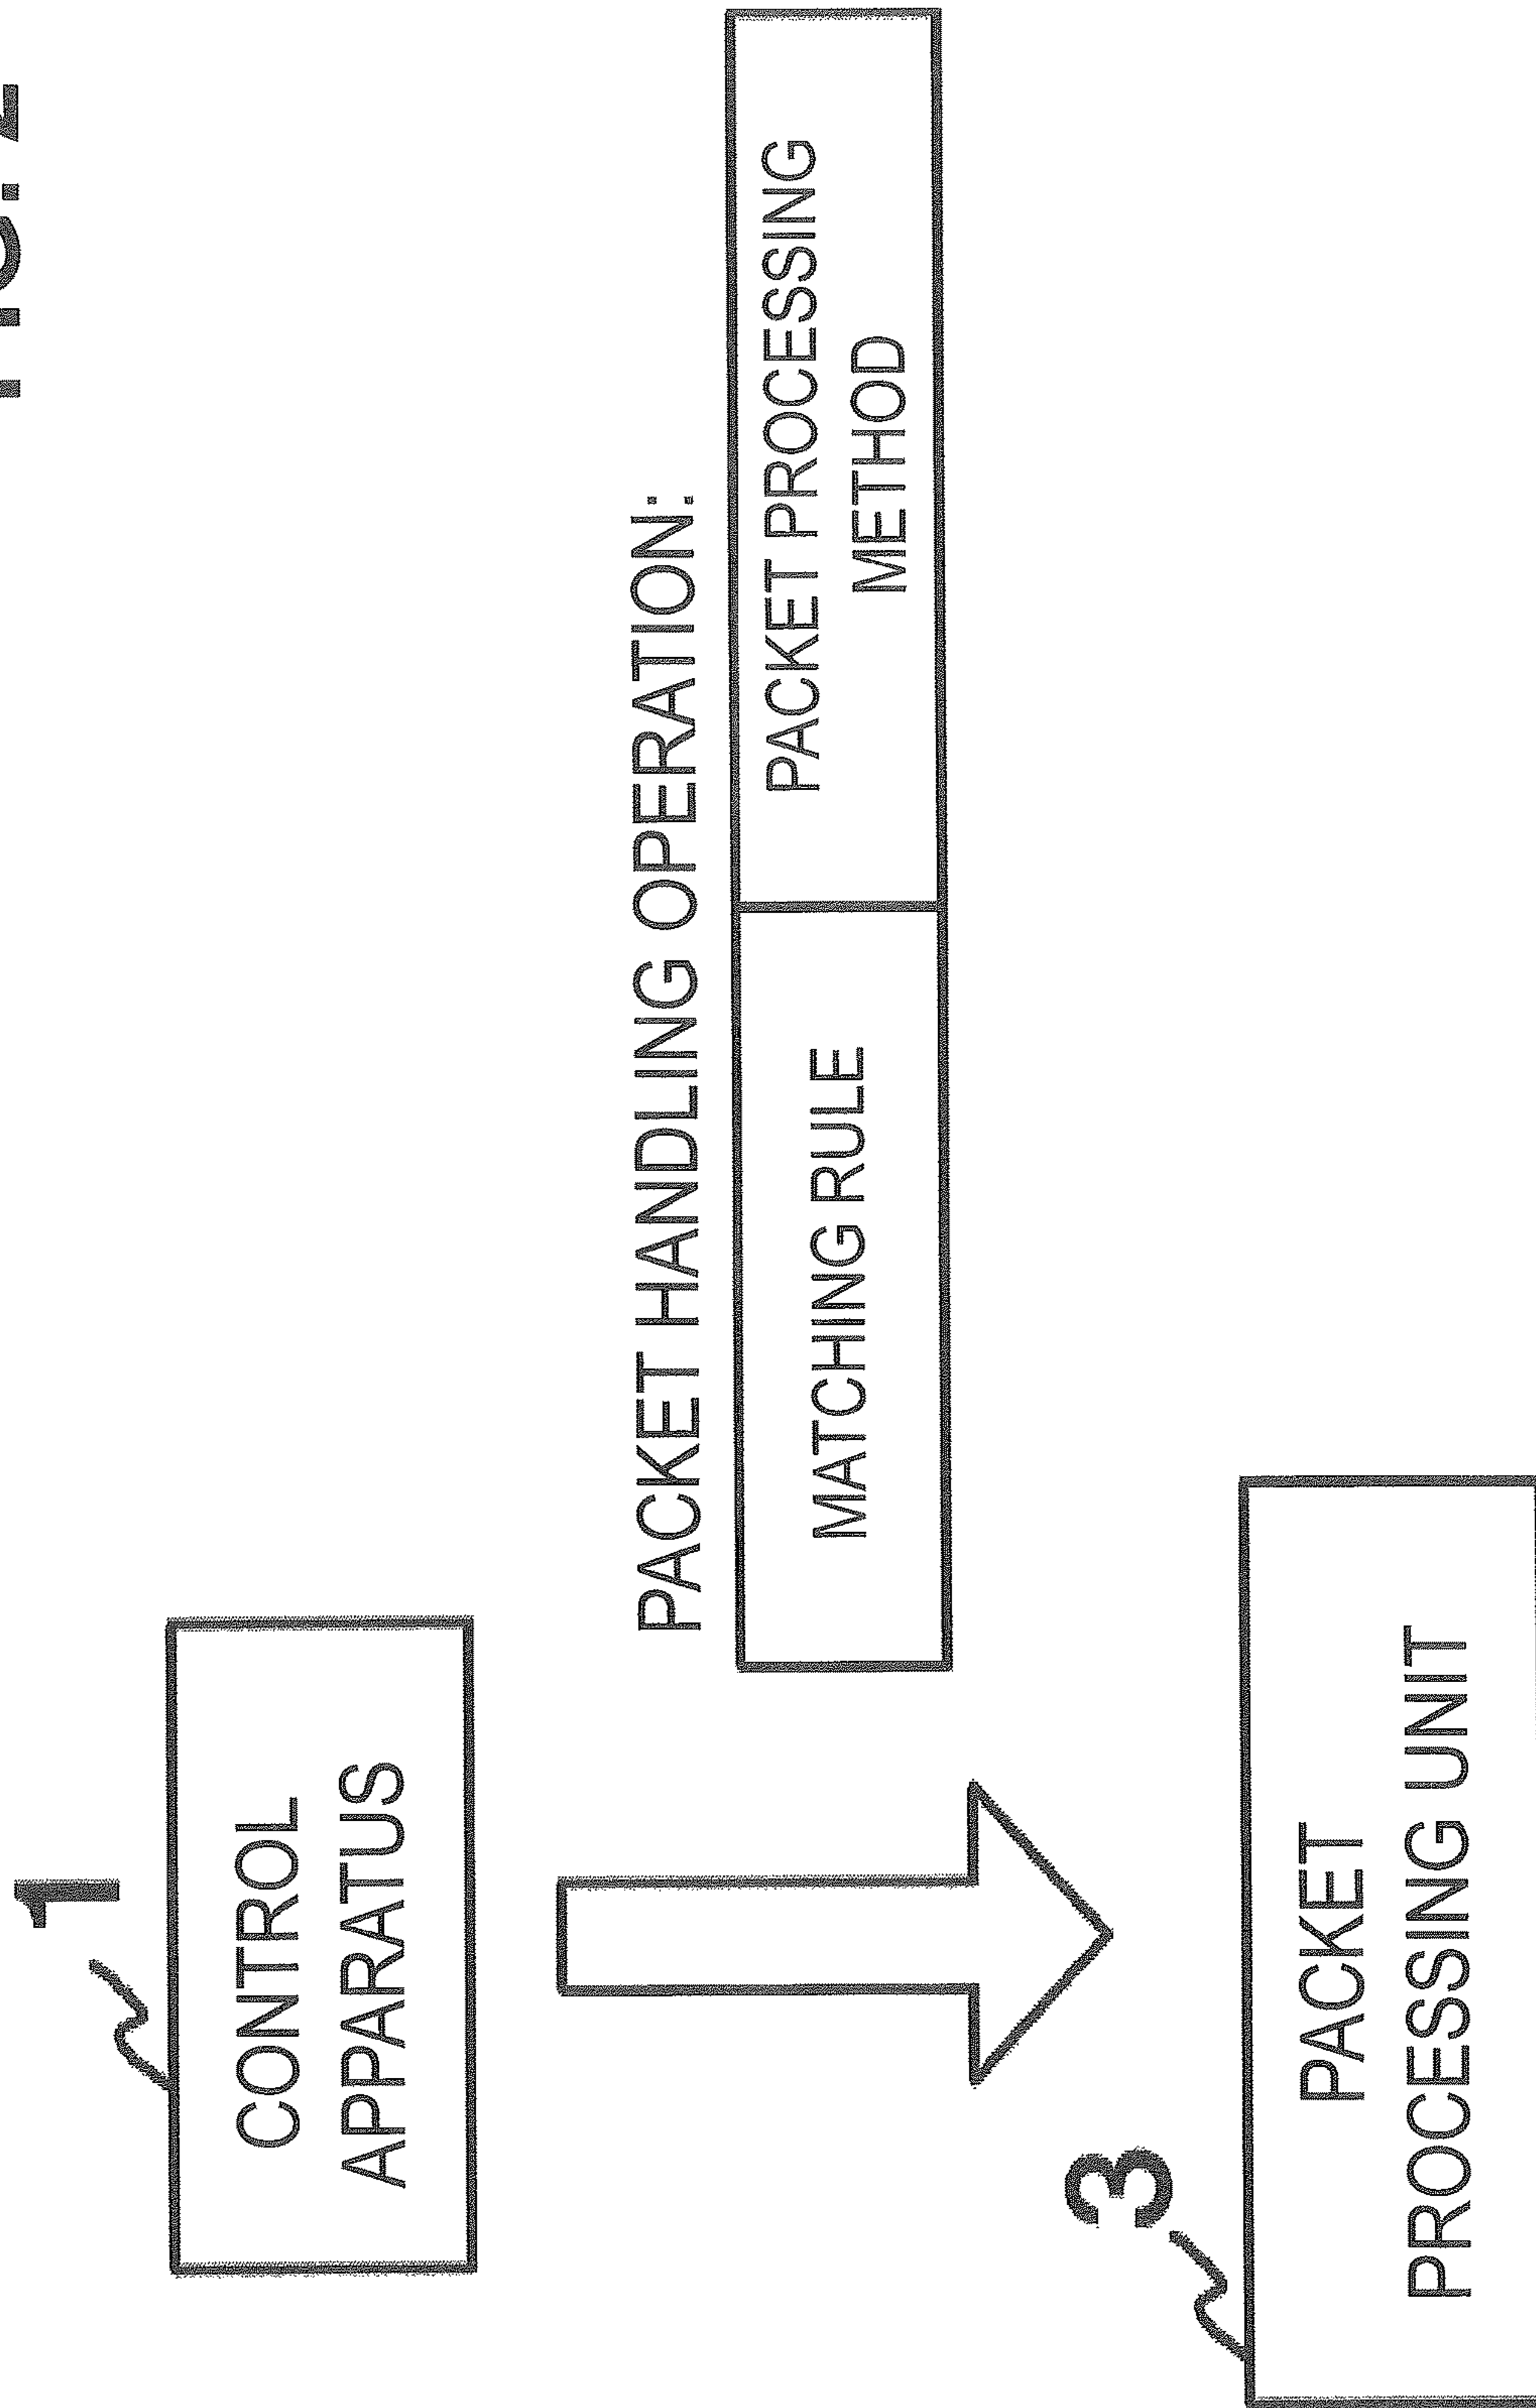 1
CONTROL
APPARATUS
PACKET HANDLING OPERATION:
MATCHING RULE
PACKET PROCESSING
METHOD
3
PACKET
PROCESSING UNIT